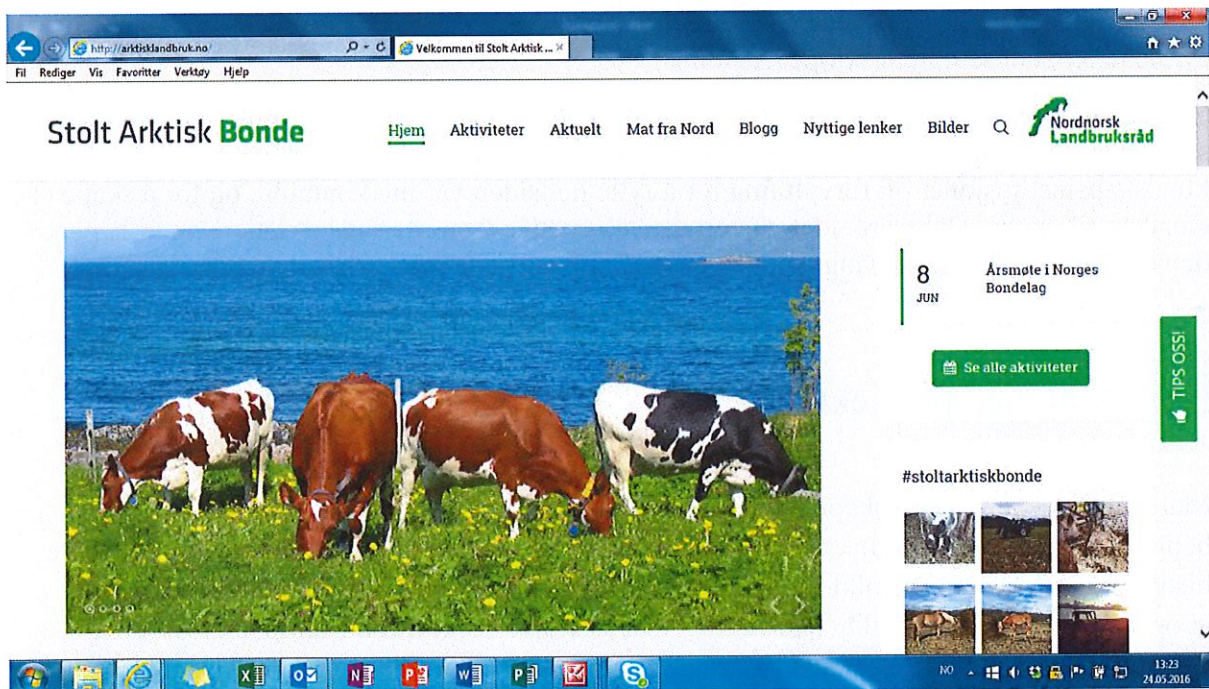 http://arktisklandbruk.no/
Velkommen til Stolt Arktisk ...
Fil Rediger Vis Favoritter Verktøy Hjelp
Stolt Arktisk Bonde
Hjem Aktiviteter Aktuelt Mat fra Nord Blogg Nyttige lenker Bilder
Nordnorsk
Landbruksråd
8
JUN
Årsmøte i Norges
Bondelag
Se alle aktiviteter
TIPS OSS!
#stoltarktiskbonde
NO
13:23
24.05.2016